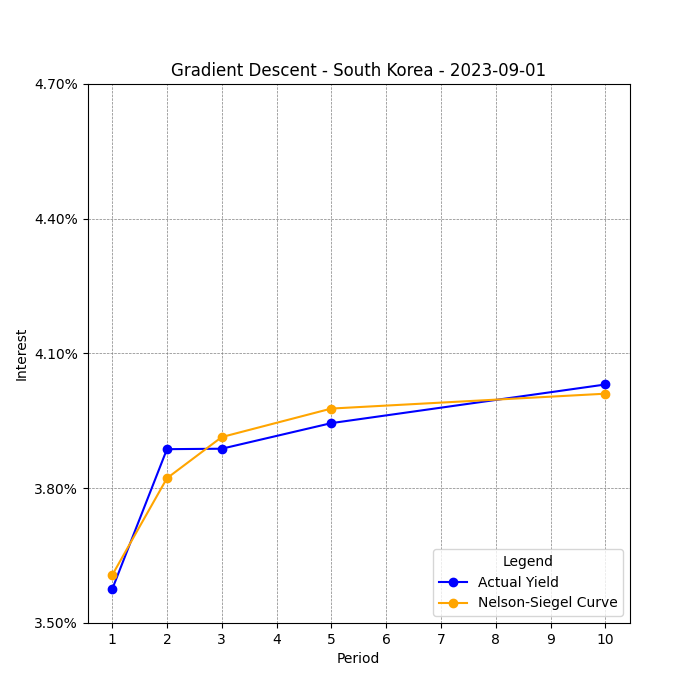 Gradient Descent - South Korea - 2023-09-01
4.70%
4.40%
4.10%
3.80%
3.50%
Interest
1 2 3 4 5 6 7 8 9 10
Period
Legend
Actual Yield
Nelson-Siegel Curve